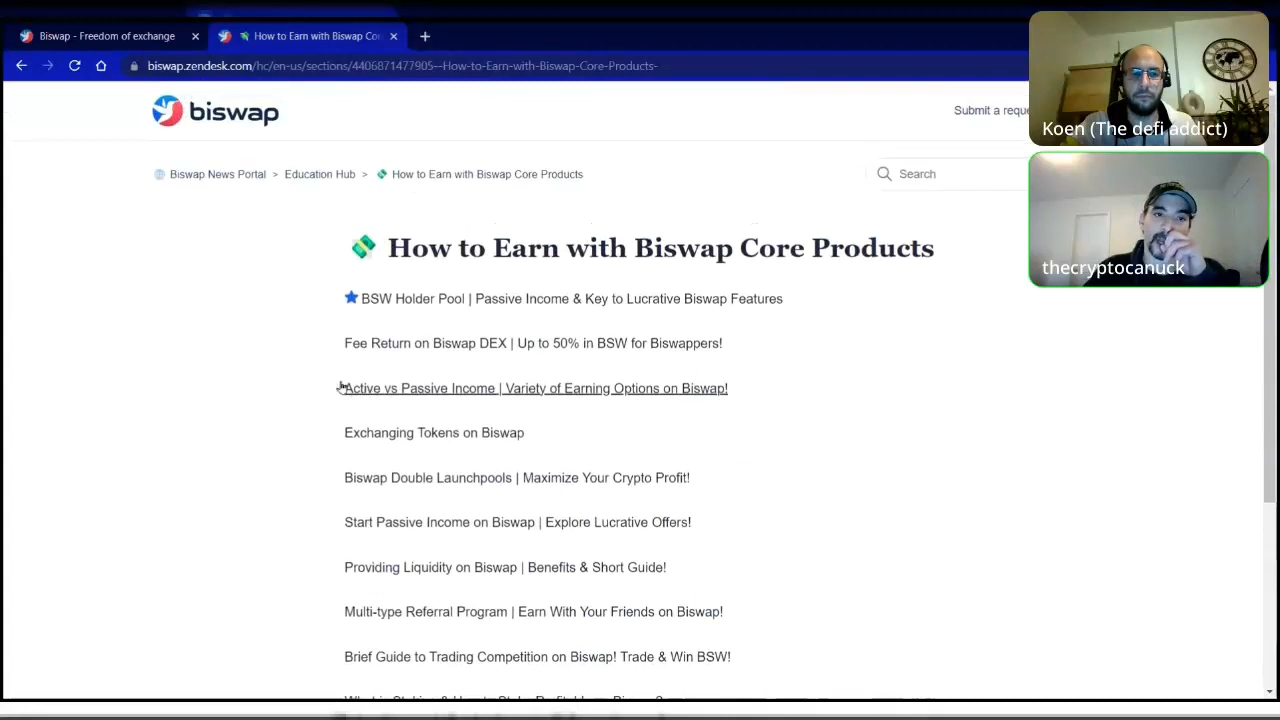 Biswap - Freedom of exchange
How to Earn with Biswap Co
biswap.zendesk.com/hc/en-us/sections/4406871477905--How-to-Earn-with-Biswap-Core-Products-
biswap
Submit a reque
Biswap News Portal > Education Hub > How to Earn with Biswap Core Products
Search
How to Earn with Biswap Core Products
BSW Holder Pool | Passive Income & Key to Lucrative Biswap Features
Fee Return on Biswap DEX | Up to 50% in BSW for Biswappers!
Active vs Passive Income | Variety of Earning Options on Biswap!
Exchanging Tokens on Biswap
Biswap Double Launchpools | Maximize Your Crypto Profit!
Start Passive Income on Biswap | Explore Lucrative Offers!
Providing Liquidity on Biswap | Benefits & Short Guide!
Multi-type Referral Program | Earn With Your Friends on Biswap!
Brief Guide to Trading Competition on Biswap! Trade & Win BSW!
Koen (The defi addict)
thecryptocanuck